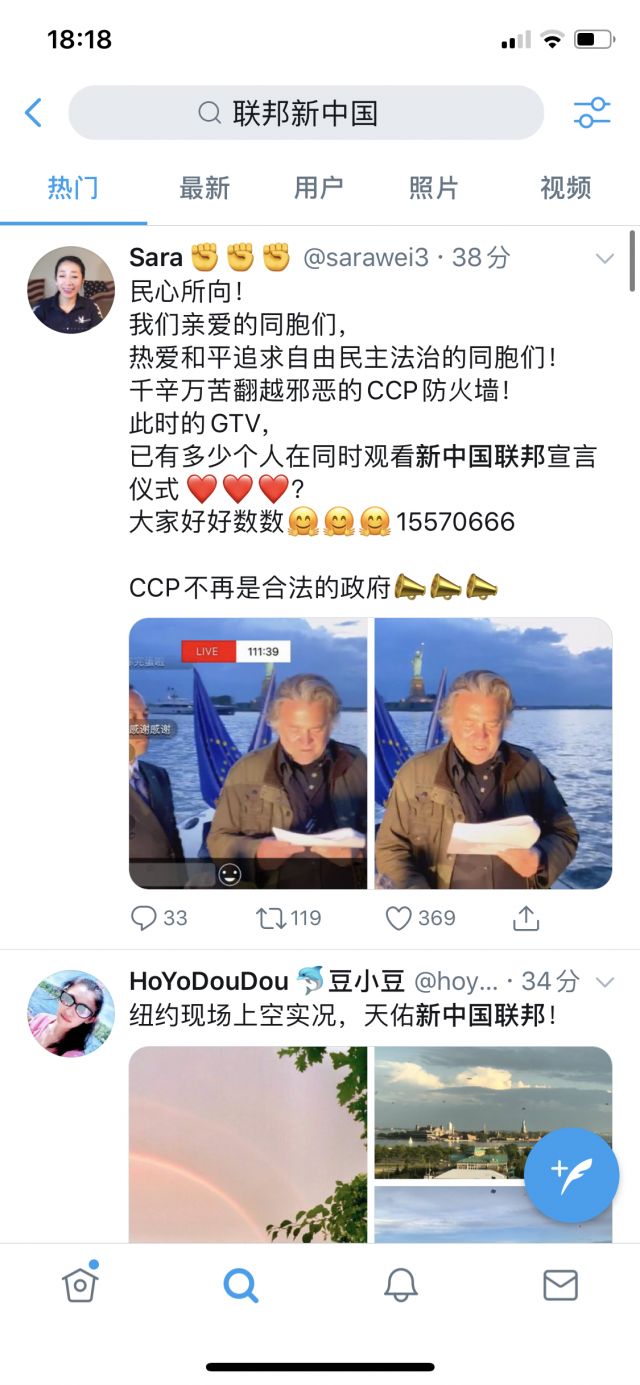 18:18
联邦新中国
热门
最新
用户
照片
视频
Sara ✊✊✊ @sarawei3 · 38分
民心所向！
我们亲爱的同胞们，
热爱和平追求自由民主法治的同胞们！
千辛万苦翻越邪恶的CCP防火墙！
此时的GTV，
已有多少个人在同时观看新中国联邦宣言
仪式❤️❤️❤️？
大家好好数数🤗🤗🤗15570666
CCP不再是合法的政府📣📣📣
LIVE 111:39
感谢感谢
33
119
369
HoYoDouDou 🐬豆小豆 @hoy... · 34分
纽约现场上空实况，天佑新中国联邦！